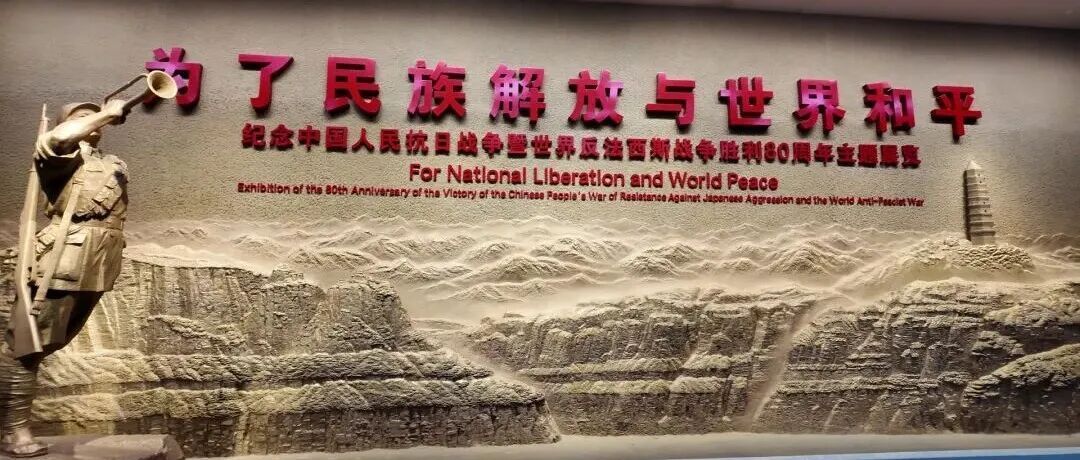 为了民族解放与世界和平
纪念中国人民抗日战争暨世界反法西斯战争胜利80周年主题展览
For National Liberation and World Peace
Exhibition of the 80th Anniversary of the Victory of the Chinese People's War of Resistance Against Japanese Aggression and the World Anti-Fascist War